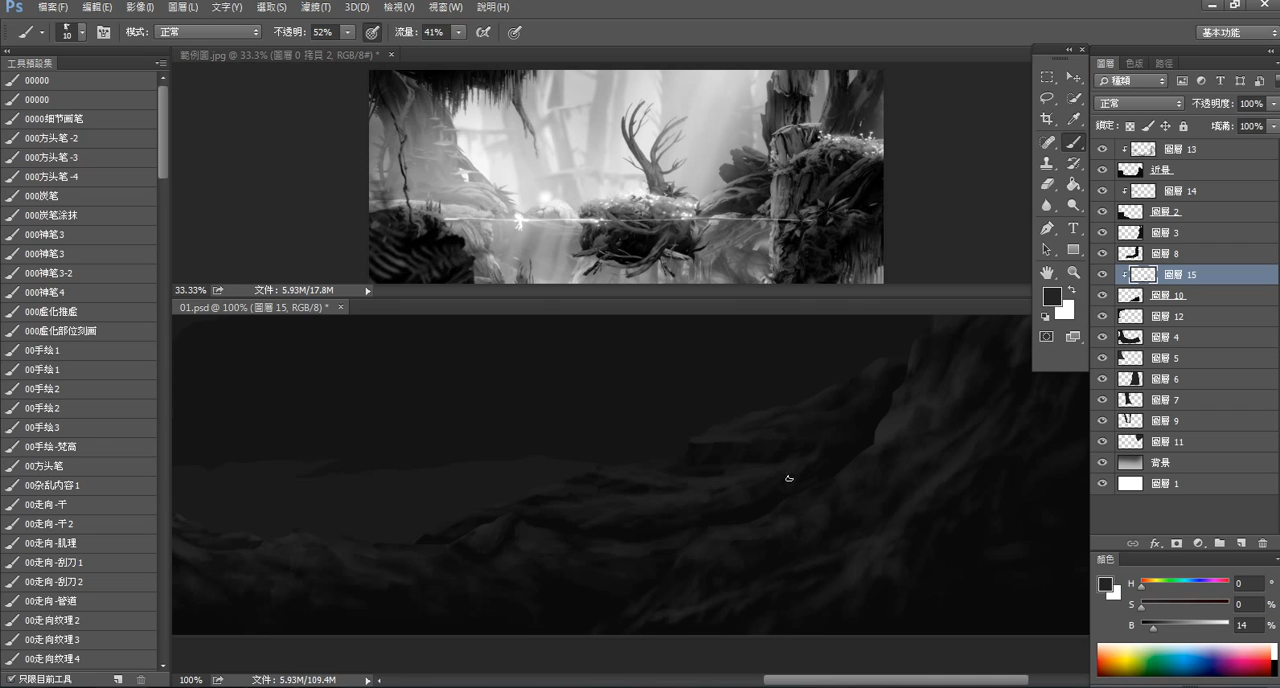 Ps 檔案(F) 編輯(E) 影像(I) 圖層(L) 文字(Y) 選取(S) 濾鏡(T) 3D(D) 檢視(V) 視窗(W) 說明(H)
10 模式: 正常 不透明: 52% 流量: 41% 基本功能
工具預設集
00000
00000
0000细节画笔
000方头笔-2
000方头笔-3
000方头笔-4
000炭笔
000炭笔涂抹
000神笔3
000神笔3
000神笔3-2
000神笔4
000虚化推虚
000虚化部位刻画
00手绘1
00手绘1
00手绘2
00手绘2
00手绘3
00手绘-梵高
00方头笔
00杂乱内容1
00走向-干
00走向-干2
00走向-肌理
00走向-刮刀1
00走向-刮刀2
00走向-管道
00走向纹理2
00走向纹理3
00走向纹理4
只限目前工具
範例圖.jpg @ 33.3% (圖層 0 拷貝 2, RGB/8#) *
33.33% 文件: 5.93M/17.8M
01.psd @ 100% (圖層 15, RGB/8) *
100% 文件: 5.93M/109.4M
圖層 色版 路徑
種類
正常 不透明度: 100%
鎖定: 填滿: 100%
圖層 13
近景
圖層 14
圖層 2
圖層 3
圖層 8
圖層 15
圖層 10
圖層 12
圖層 4
圖層 5
圖層 6
圖層 7
圖層 9
圖層 11
背景
圖層 1
fx
顏色
H 0 °
S 0 %
B 14 %